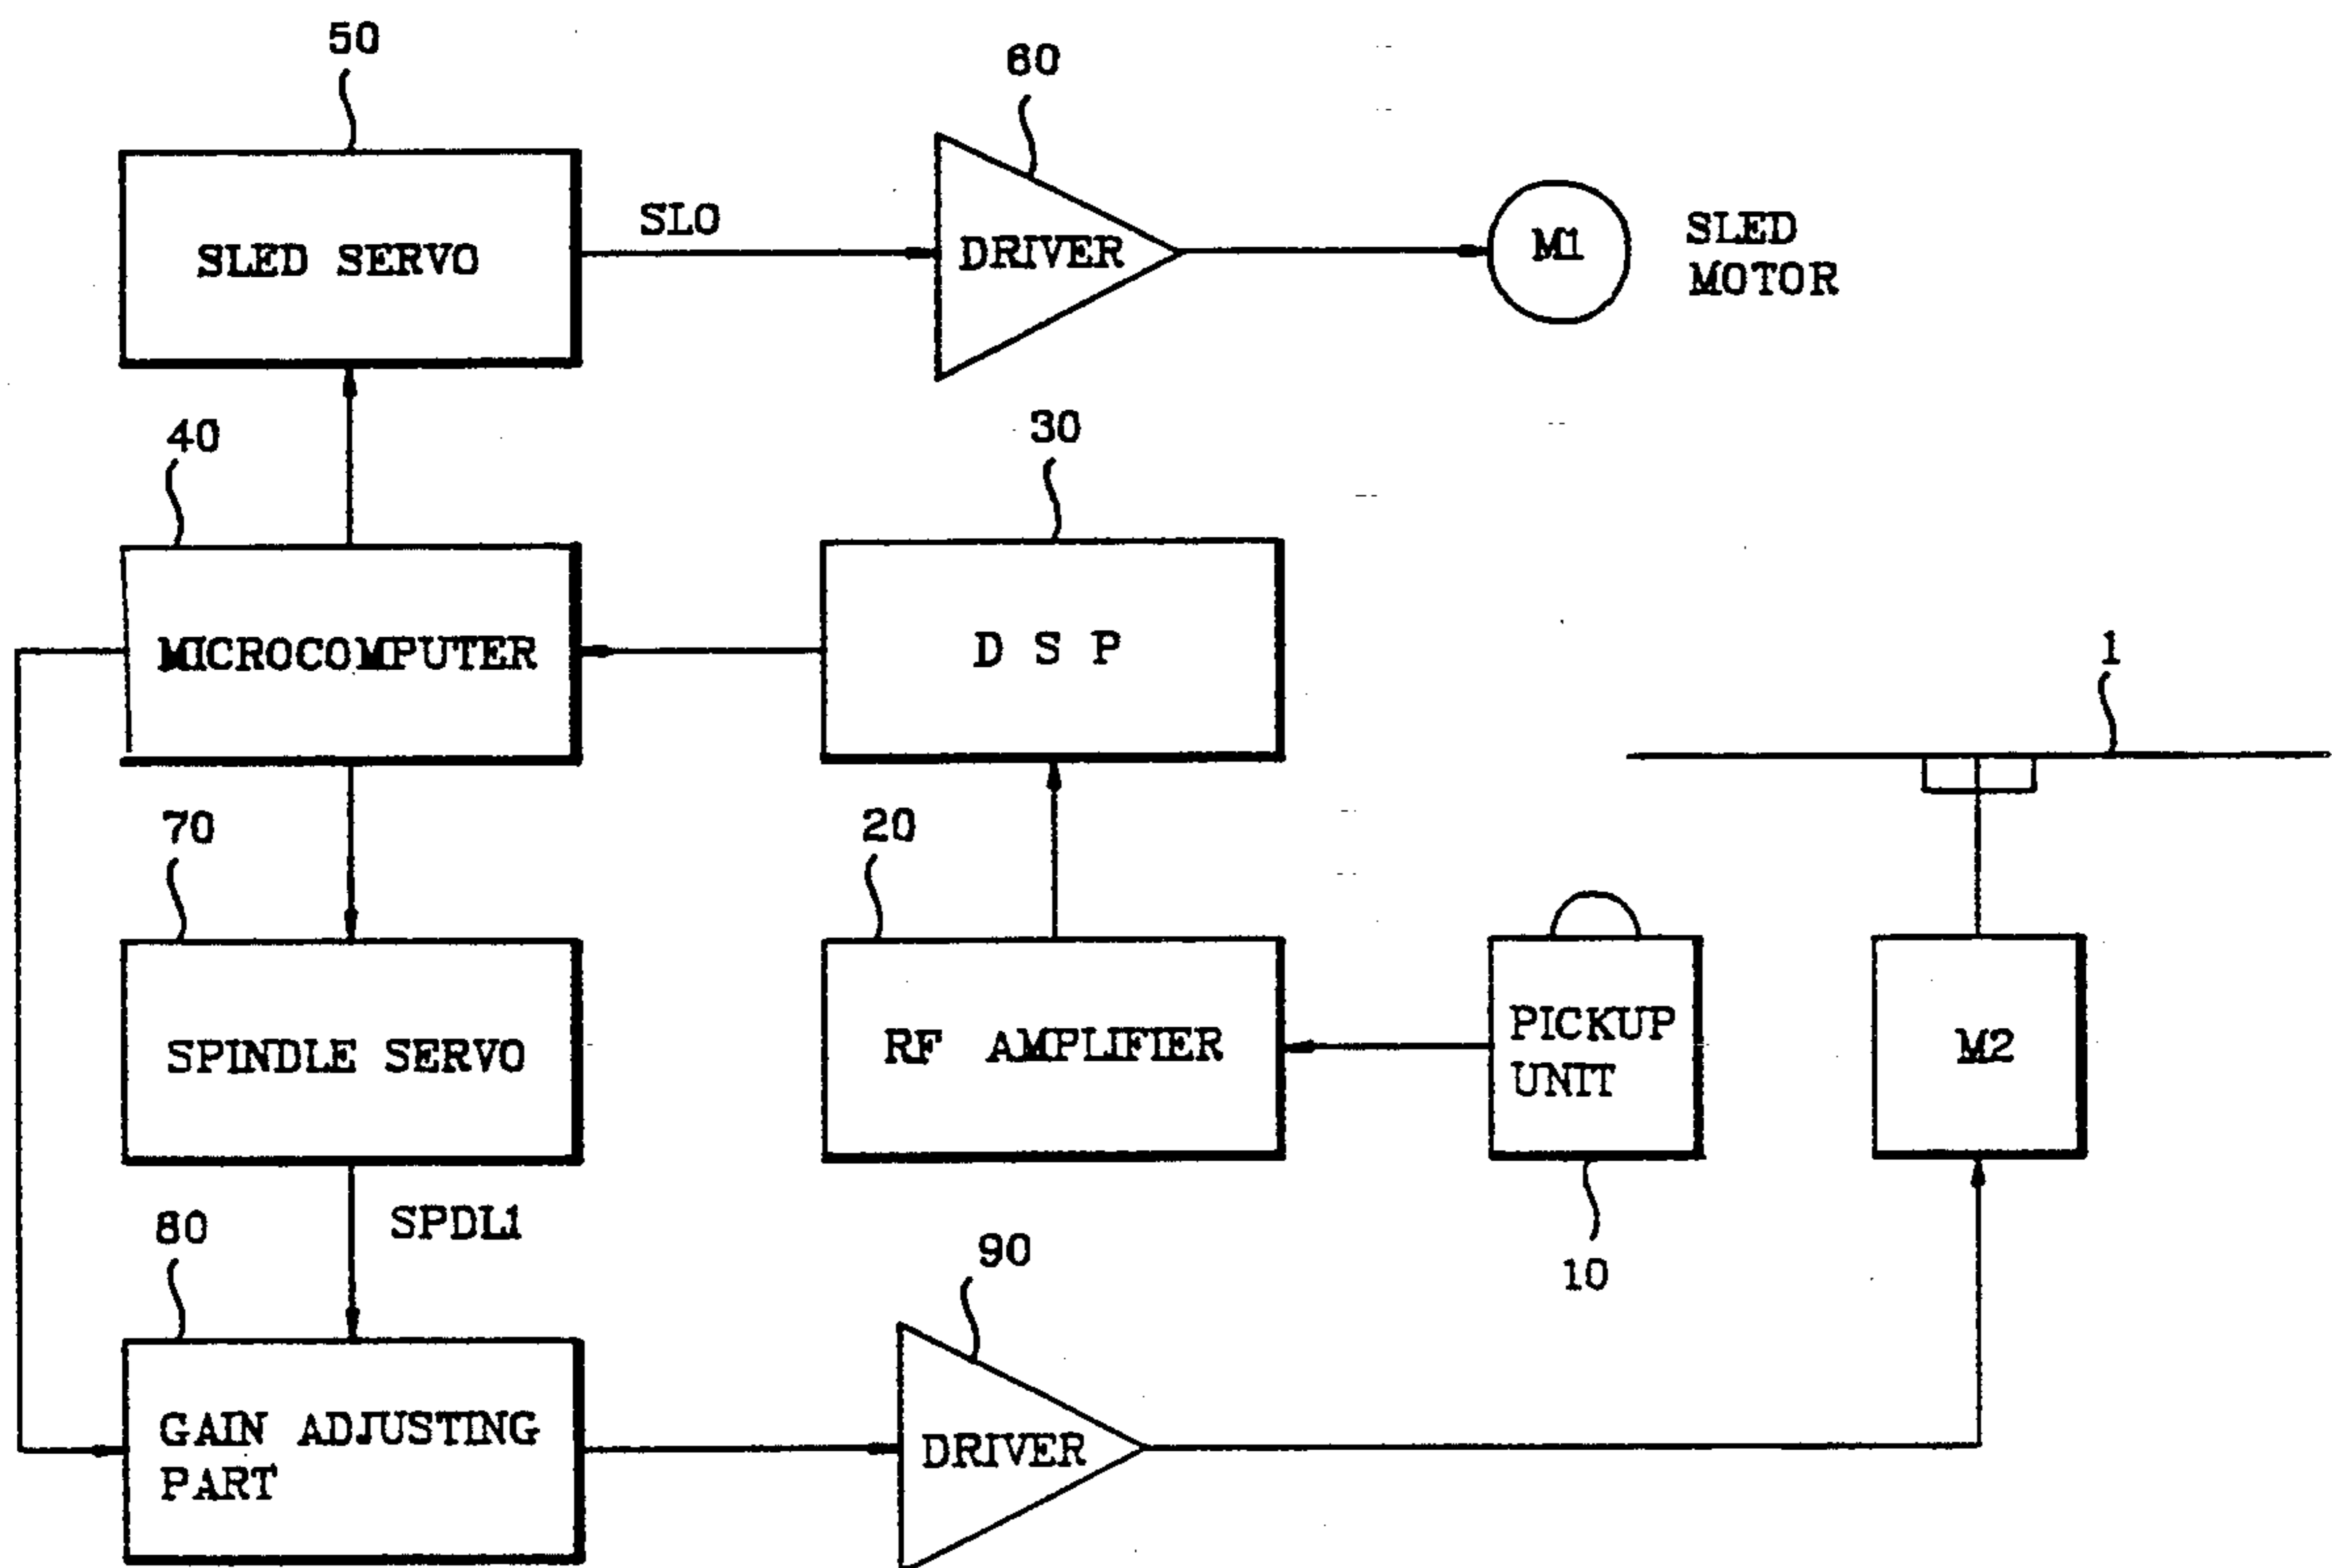 50
60
SLED SERVO
SLO
DRIVER
M1
SLED
MOTOR
40
30
MICROCOMPUTER
D S P
1
70
20
SPINDLE SERVO
RF AMPLIFIER
PICKUP
UNIT
M2
80
SPDL1
90
10
GAIN ADJUSTING
PART
DRIVER